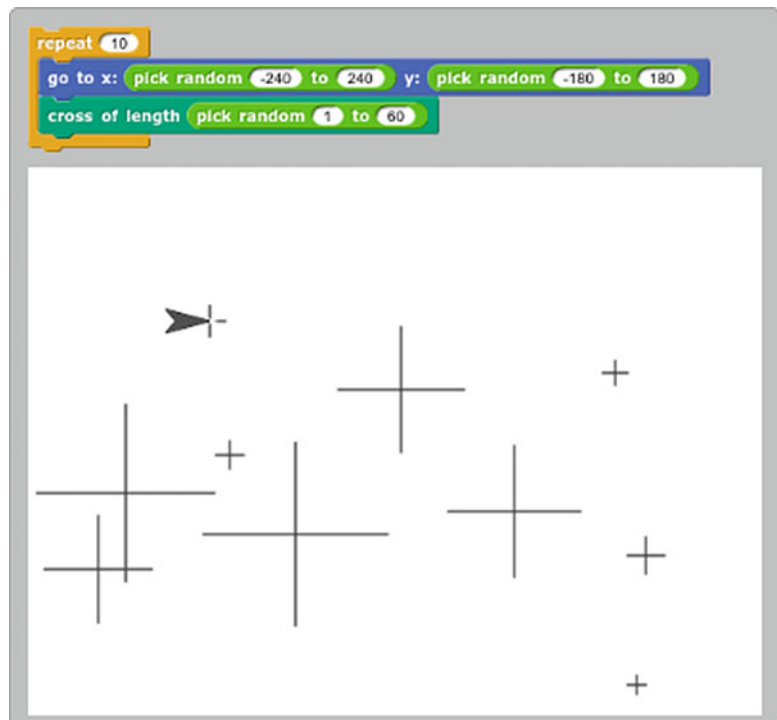 repeat 10
go to x: pick random -240 to 240 y: pick random -180 to 180
cross of length pick random 1 to 60